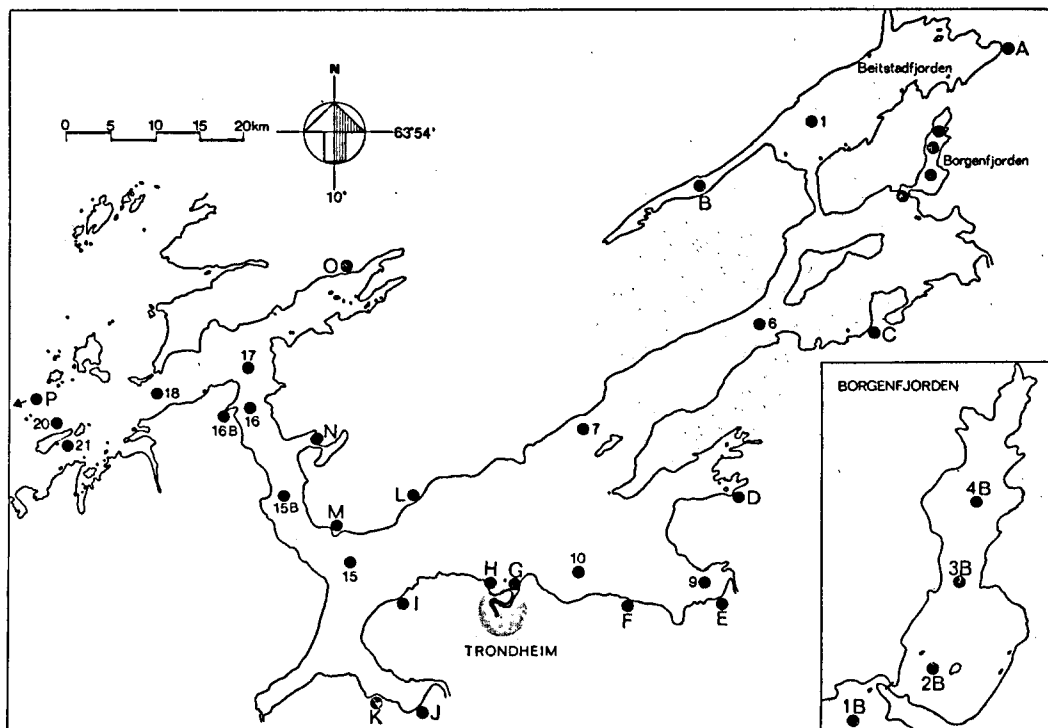 N
0 5 10 15 20km
63°54'
10°
Beitstadfjorden
A
1
Borgenfjorden
B
O
6
C
17
P
18
20
16
16B
21
N
7
BORGENFJORDEN
L
15B
M
D
4B
15
H
G
10
9
3B
I
F
E
TRONDHEIM
2B
K
J
1B